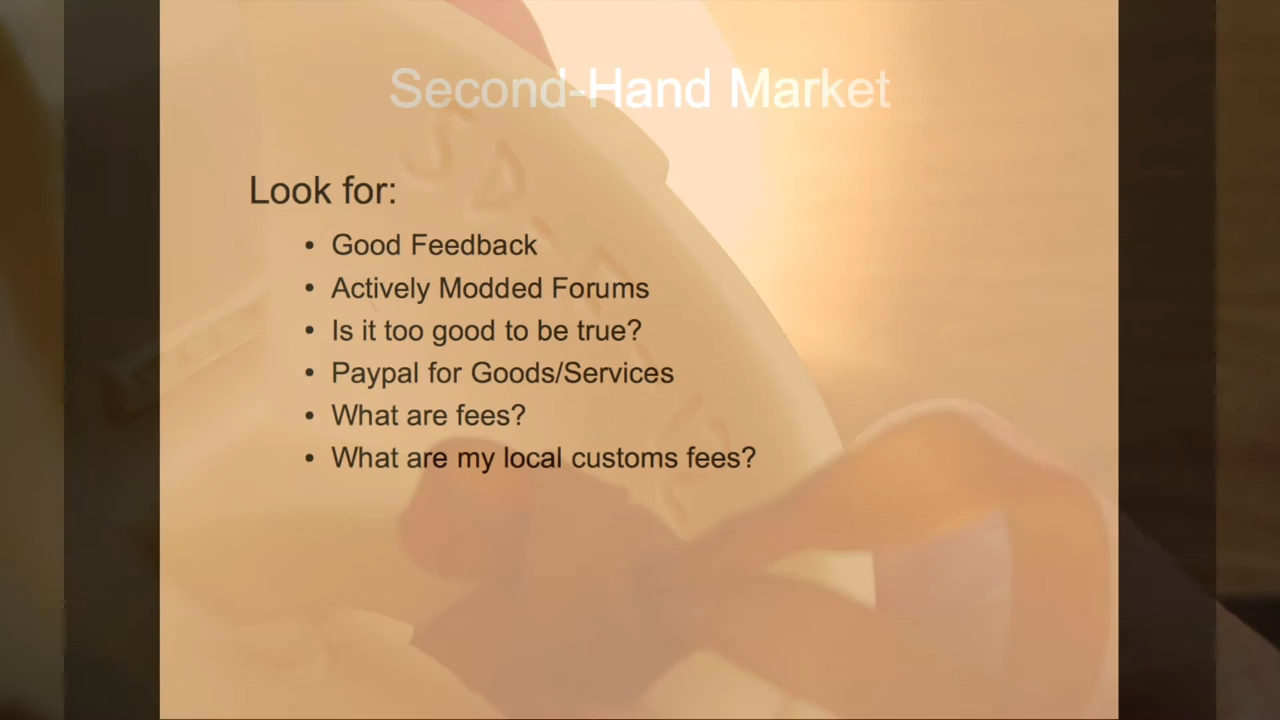 Second-Hand Market
Look for:
• Good Feedback
• Actively Modded Forums
• Is it too good to be true?
• Paypal for Goods/Services
• What are fees?
• What are my local customs fees?